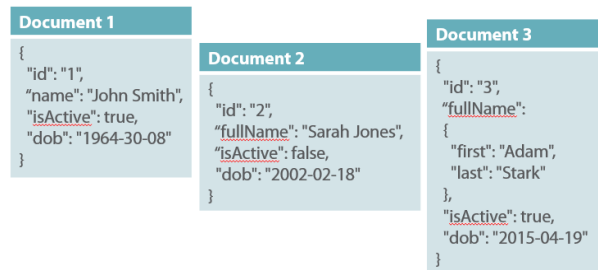 Document 1
{
"id": "1",
“name": "John Smith",
"isActive": true,
"dob": "1964-30-08"
}
Document 2
{
"id": "2",
“fullName": "Sarah Jones",
“isActive": false,
"dob": "2002-02-18"
}
Document 3
{
"id": "3",
“fullName":
{
"first": "Adam",
"last": "Stark"
},
"isActive": true,
"dob": "2015-04-19"
}